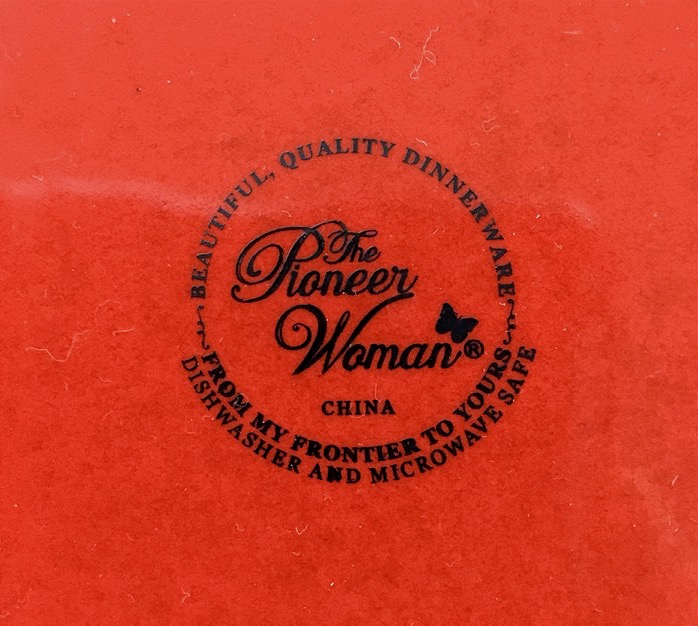 BEAUTIFUL, QUALITY DINNERWARE
The
Pioneer
Woman®
CHINA
FROM MY FRONTIER TO YOURS
DISHWASHER AND MICROWAVE SAFE